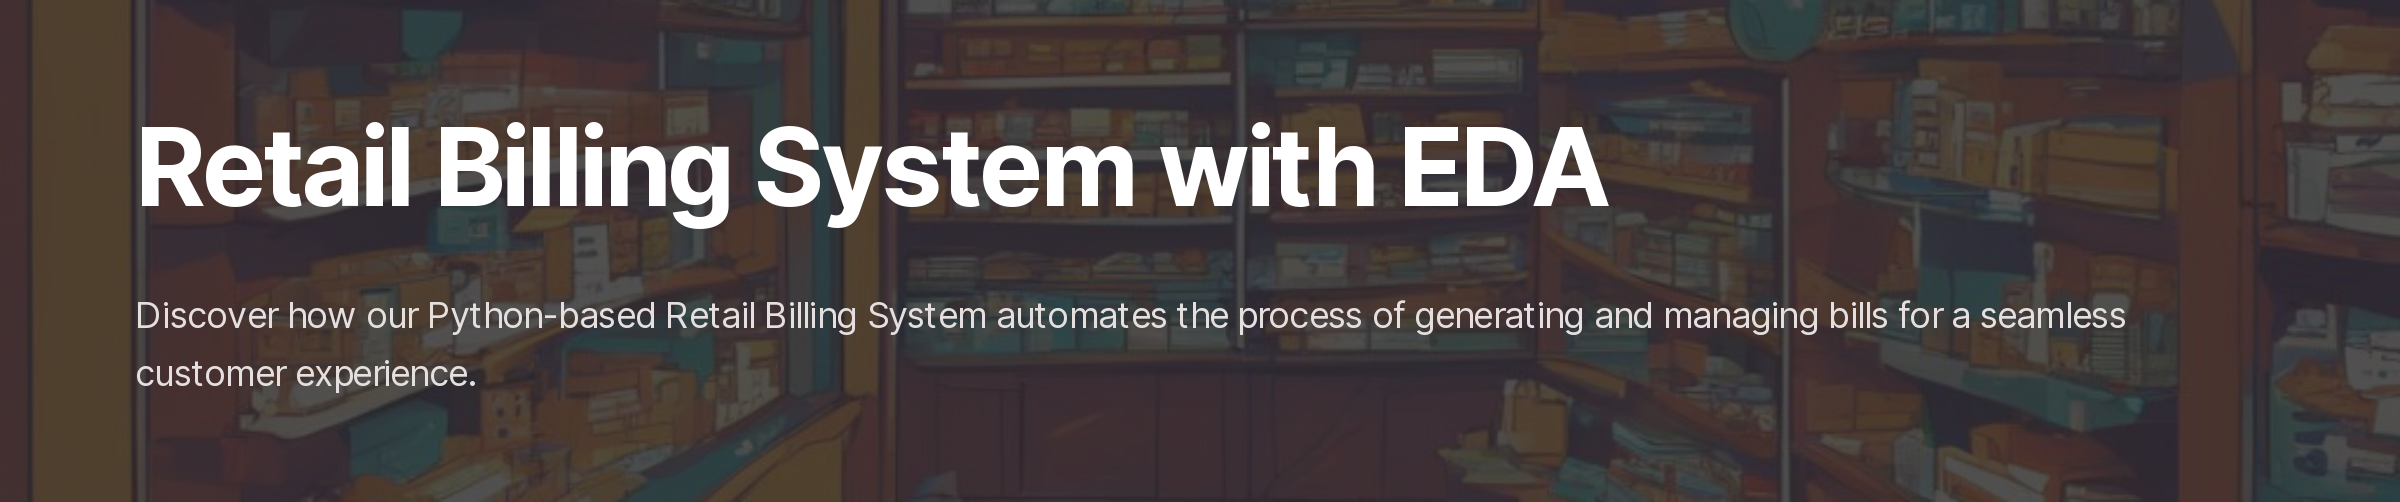 Retail Billing System with EDA
Discover how our Python-based Retail Billing System automates the process of generating and managing bills for a seamless
customer experience.